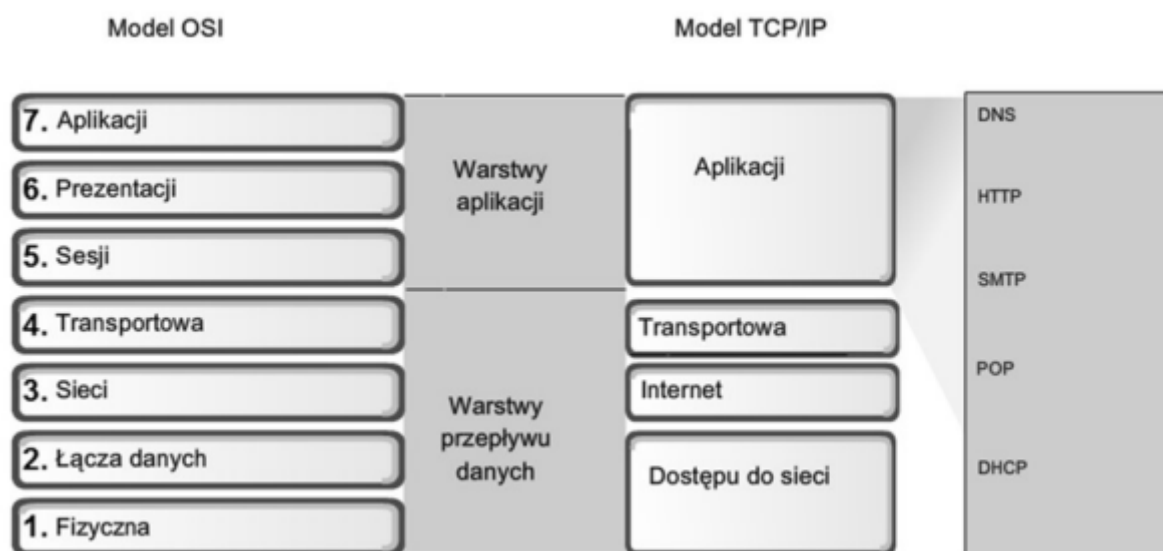 Model OSI
Model TCP/IP
7. Aplikacji
6. Prezentacji
5. Sesji
4. Transportowa
3. Sieci
2. Łącza danych
1. Fizyczna
Warstwy
aplikacji
Warstwy
przepływu
danych
Aplikacji
Transportowa
Internet
Dostępu do sieci
DNS
HTTP
SMTP
POP
DHCP